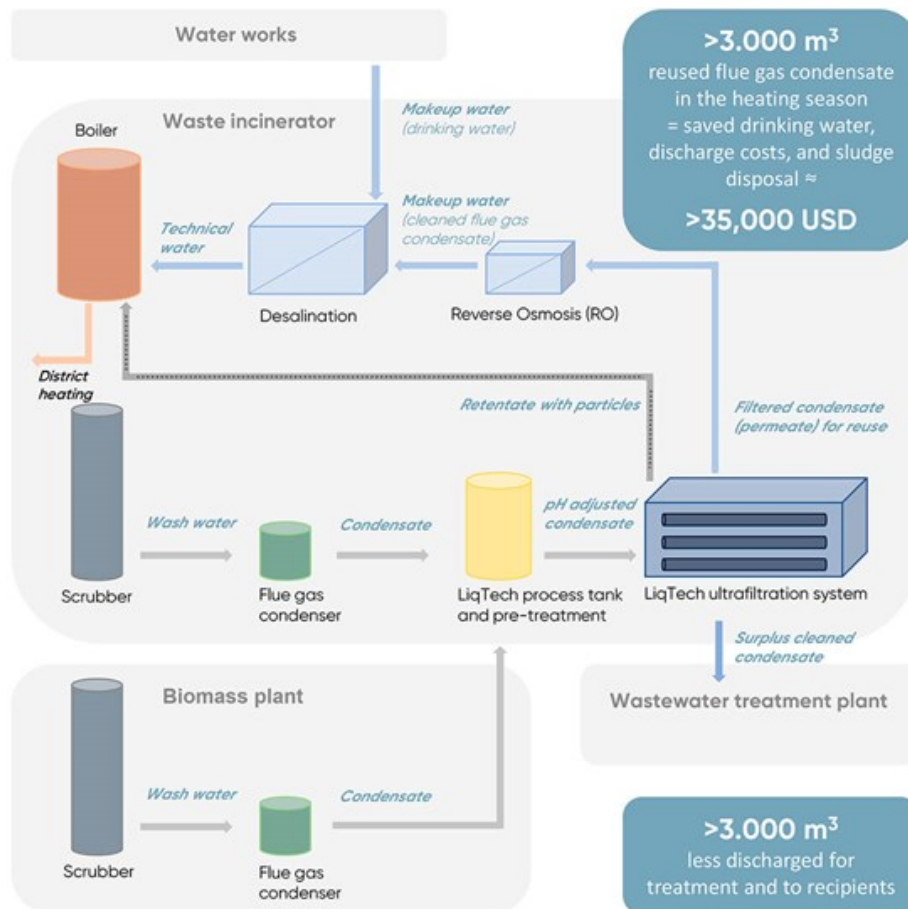 Water works
>3.000 m³
reused flue gas condensate
in the heating season
= saved drinking water,
discharge costs, and sludge
disposal ≈
>35,000 USD
Waste incinerator
Makeup water
(drinking water)
Boiler
Makeup water
(cleaned flue gas
condensate)
Technical
water
Desalination
Reverse Osmosis (RO)
District
heating
Retentate with particles
Filtered condensate
(permeate) for reuse
Wash water
Condensate
pH adjusted
condensate
Scrubber
Flue gas
condenser
LiqTech process tank
and pre-treatment
LiqTech ultrafiltration system
Surplus cleaned
condensate
Biomass plant
Wastewater treatment plant
Wash water
Condensate
Scrubber
Flue gas
condenser
>3.000 m³
less discharged for
treatment and to recipients